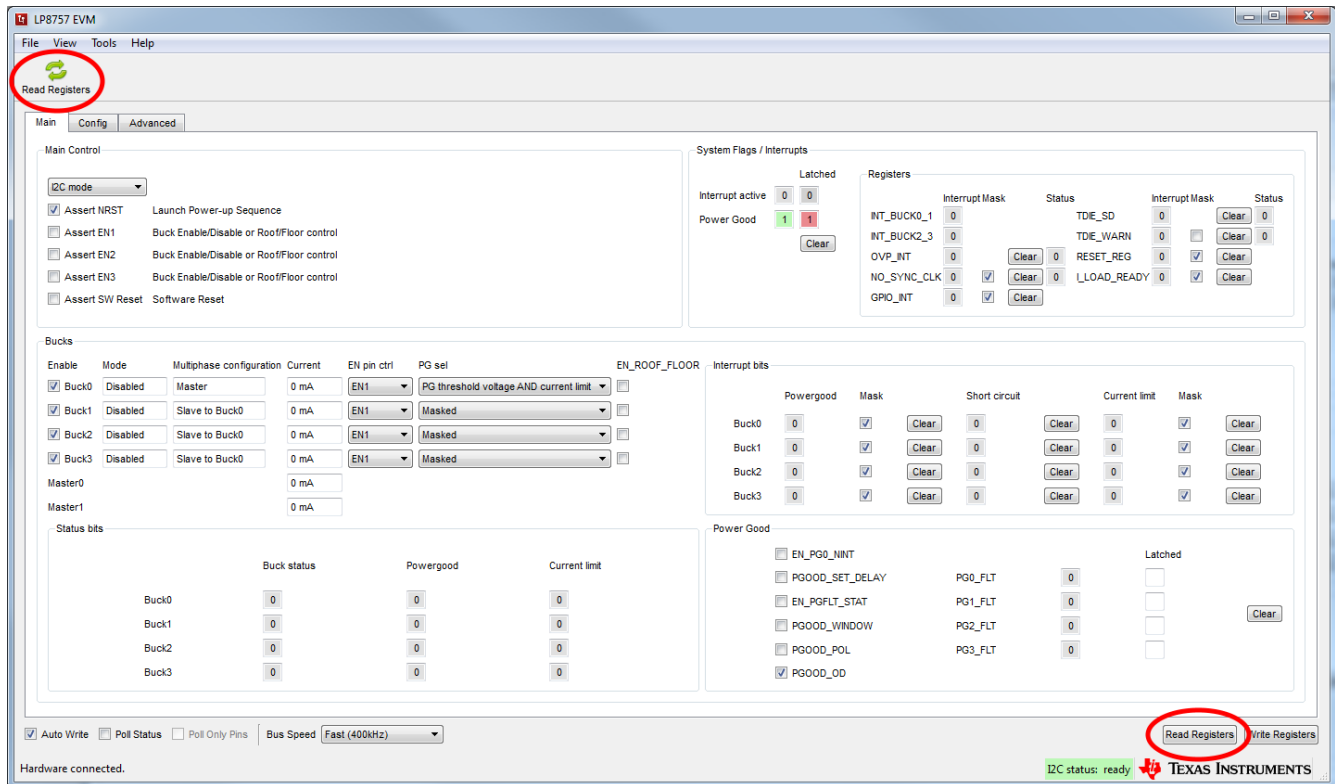 LP8757 EVM
File View Tools Help
Read Registers
Main Config Advanced
Main Control
I2C mode
Assert NRST Launch Power-up Sequence
Assert EN1 Buck Enable/Disable or Roof/Floor control
Assert EN2 Buck Enable/Disable or Roof/Floor control
Assert EN3 Buck Enable/Disable or Roof/Floor control
Assert SW Reset Software Reset
System Flags / Interrupts
Latched
Interrupt active 0 0
Power Good 1 1
Clear
Registers
Interrupt Mask Status Interrupt Mask Status
INT_BUCK0_1 0 TDIE_SD 0 Clear 0
INT_BUCK2_3 0 TDIE_WARN 0 Clear 0
OVP_INT 0 Clear 0 RESET_REG 0 Clear
NO_SYNC_CLK 0 Clear 0 I_LOAD_READY 0 Clear
GPIO_INT 0 Clear
Bucks
Enable Mode Multiphase configuration Current EN pin ctrl PG sel EN_ROOF_FLOOR
Buck0 Disabled Master 0 mA EN1 PG threshold voltage AND current limit
Buck1 Disabled Slave to Buck0 0 mA EN1 Masked
Buck2 Disabled Slave to Buck0 0 mA EN1 Masked
Buck3 Disabled Slave to Buck0 0 mA EN1 Masked
Master0 0 mA
Master1 0 mA
Interrupt bits
Powergood Mask Short circuit Current limit Mask
Buck0 0 Clear 0 Clear 0 Clear
Buck1 0 Clear 0 Clear 0 Clear
Buck2 0 Clear 0 Clear 0 Clear
Buck3 0 Clear 0 Clear 0 Clear
Status bits
Buck status Powergood Current limit
Buck0 0 0 0
Buck1 0 0 0
Buck2 0 0 0
Buck3 0 0 0
Power Good
EN_PG0_NINT Latched
PGOOD_SET_DELAY PG0_FLT 0
EN_PGFLT_STAT PG1_FLT 0
Clear
PGOOD_WINDOW PG2_FLT 0
PGOOD_POL PG3_FLT 0
PGOOD_OD
Auto Write Poll Status Poll Only Pins Bus Speed Fast (400kHz) Read Registers Write Registers
Hardware connected. I2C status: ready TEXAS INSTRUMENTS